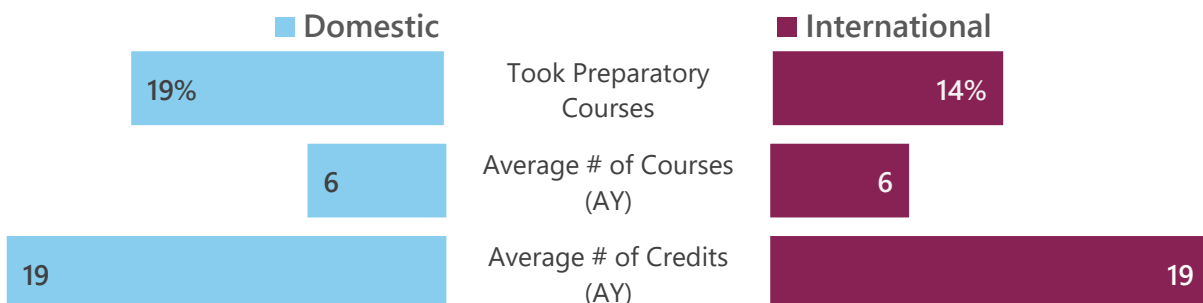 Domestic
International
19%
Took Preparatory
Courses
14%
6
Average # of Courses
(AY)
6
19
Average # of Credits
(AY)
19